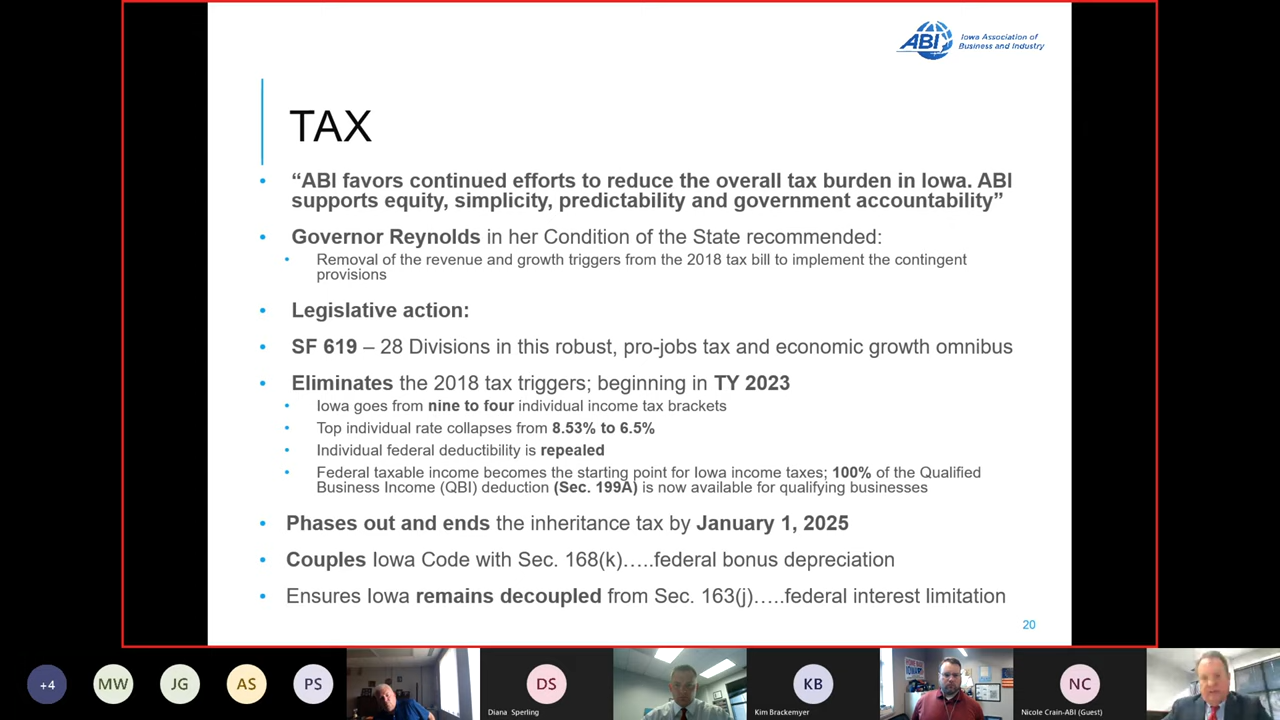 ABI Iowa Association of
Business and Industry
TAX
• “ABI favors continued efforts to reduce the overall tax burden in Iowa. ABI
supports equity, simplicity, predictability and government accountability”
• Governor Reynolds in her Condition of the State recommended:
• Removal of the revenue and growth triggers from the 2018 tax bill to implement the contingent
provisions
• Legislative action:
• SF 619 – 28 Divisions in this robust, pro-jobs tax and economic growth omnibus
• Eliminates the 2018 tax triggers; beginning in TY 2023
• Iowa goes from nine to four individual income tax brackets
• Top individual rate collapses from 8.53% to 6.5%
• Individual federal deductibility is repealed
• Federal taxable income becomes the starting point for Iowa income taxes; 100% of the Qualified
Business Income (QBI) deduction (Sec. 199A) is now available for qualifying businesses
• Phases out and ends the inheritance tax by January 1, 2025
• Couples Iowa Code with Sec. 168(k)…..federal bonus depreciation
• Ensures Iowa remains decoupled from Sec. 163(j)…..federal interest limitation
20
+4 MW JG AS PS DS KB NC
Diana Sperling Kim Brackemyer Nicole Crain-ABI (Guest)